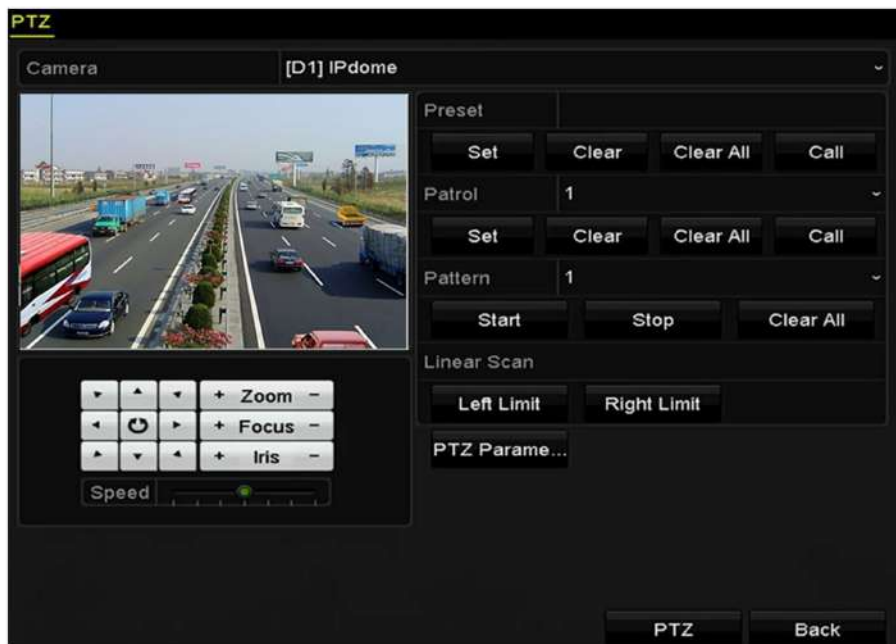 PTZ
Camera [D1] IPdome
Preset
Set Clear Clear All Call
Patrol 1
Set Clear Clear All Call
Pattern 1
Start Stop Clear All
Linear Scan
Left Limit Right Limit
PTZ Parame...
+ Zoom -
+ Focus -
+ Iris -
Speed
PTZ Back